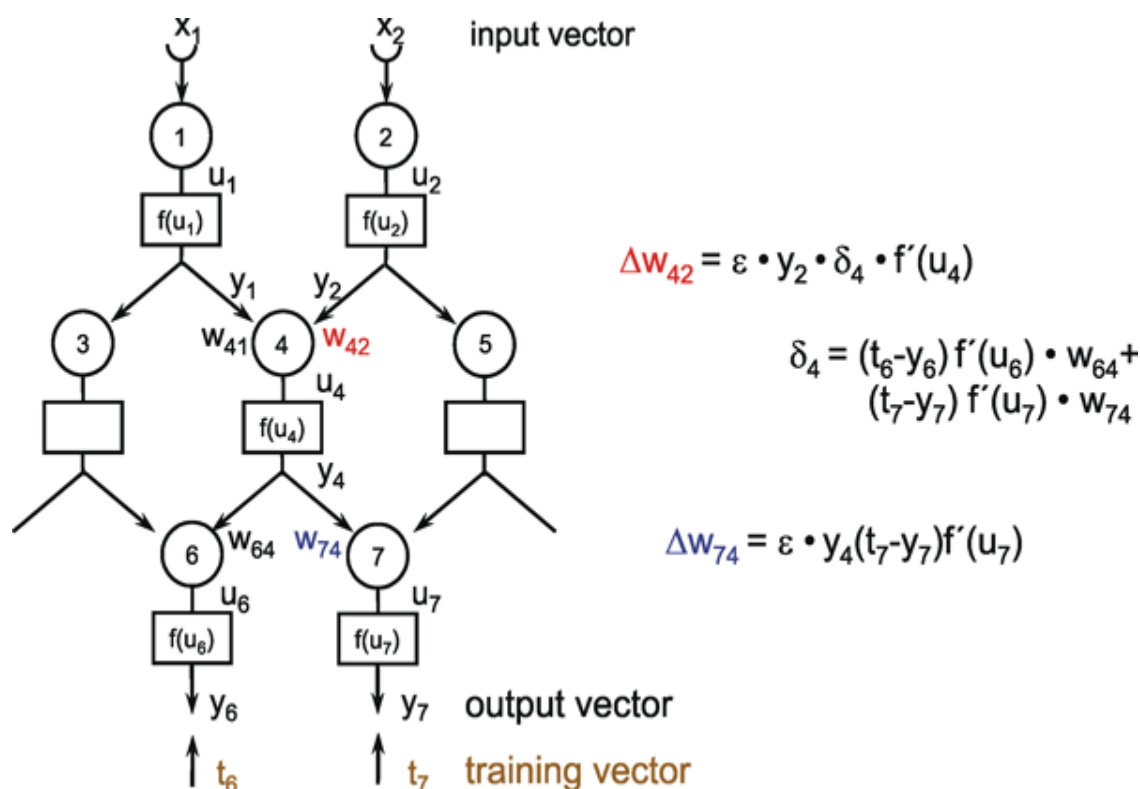 x₁ x₂ input vector
1 2
u₁ u₂
f(u₁) f(u₂)
Δw₄₂ = ε • y₂ • δ₄ • f´(u₄)
y₁ y₂
3 w₄₁ 4 w₄₂ 5
δ₄ = (t₆-y₆) f´(u₆) • w₆₄+
u₄
(t₇-y₇) f´(u₇) • w₇₄
f(u₄)
y₄
6 w₆₄ w₇₄ 7
Δw₇₄ = ε • y₄(t₇-y₇)f´(u₇)
u₆ u₇
f(u₆) f(u₇)
y₆ y₇ output vector
t₆ t₇ training vector